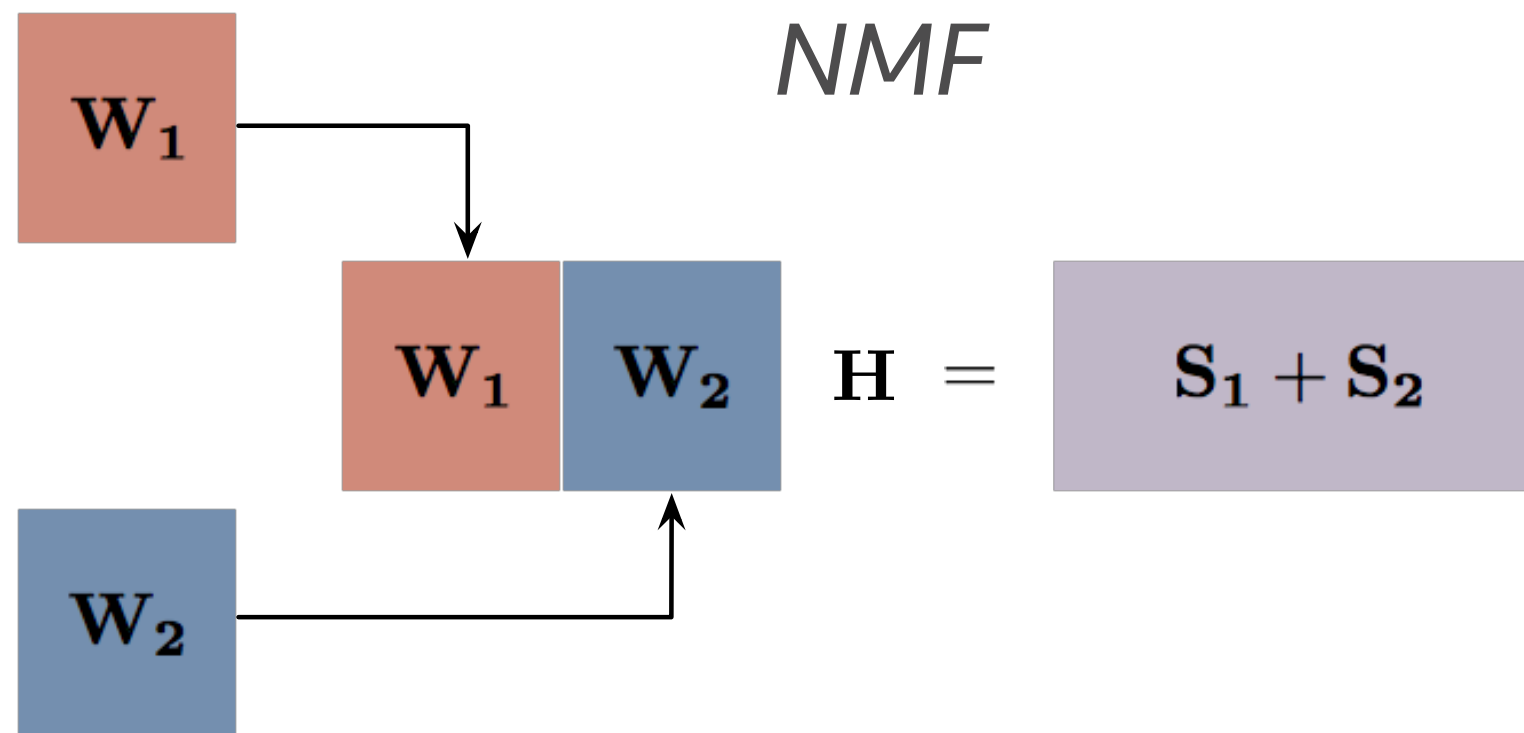 NMF
W₁
W₁ W₂ H = S₁ + S₂
W₂